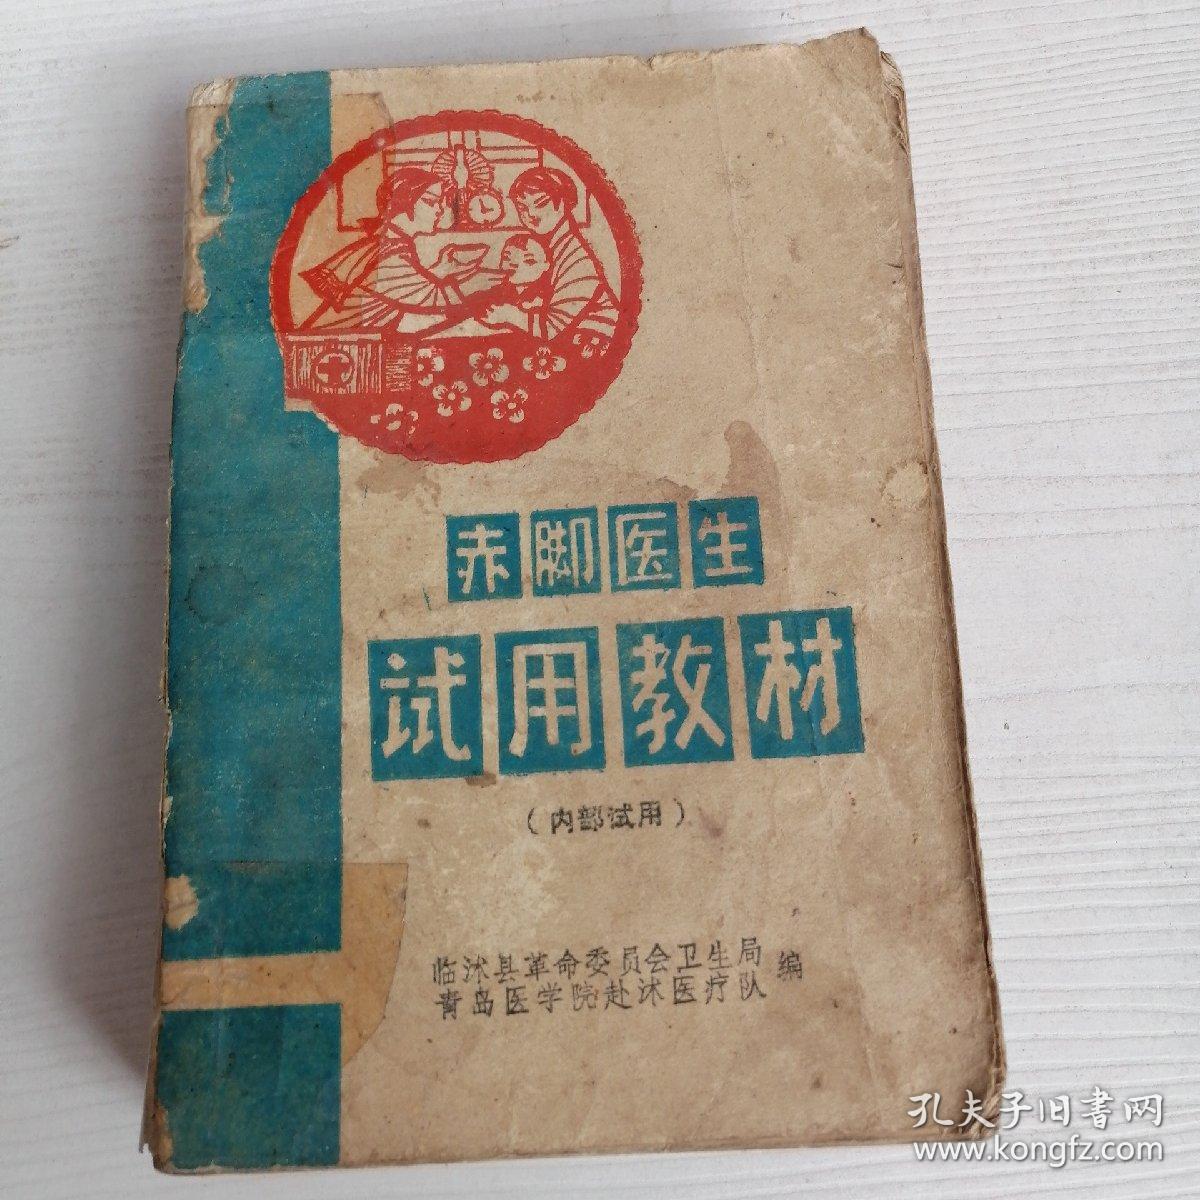 赤脚医生
试用教材
(内部试用)
临沭县革命委员会卫生局
青岛医学院赴沭医疗队
编
孔夫子旧書网
www.kongfz.com